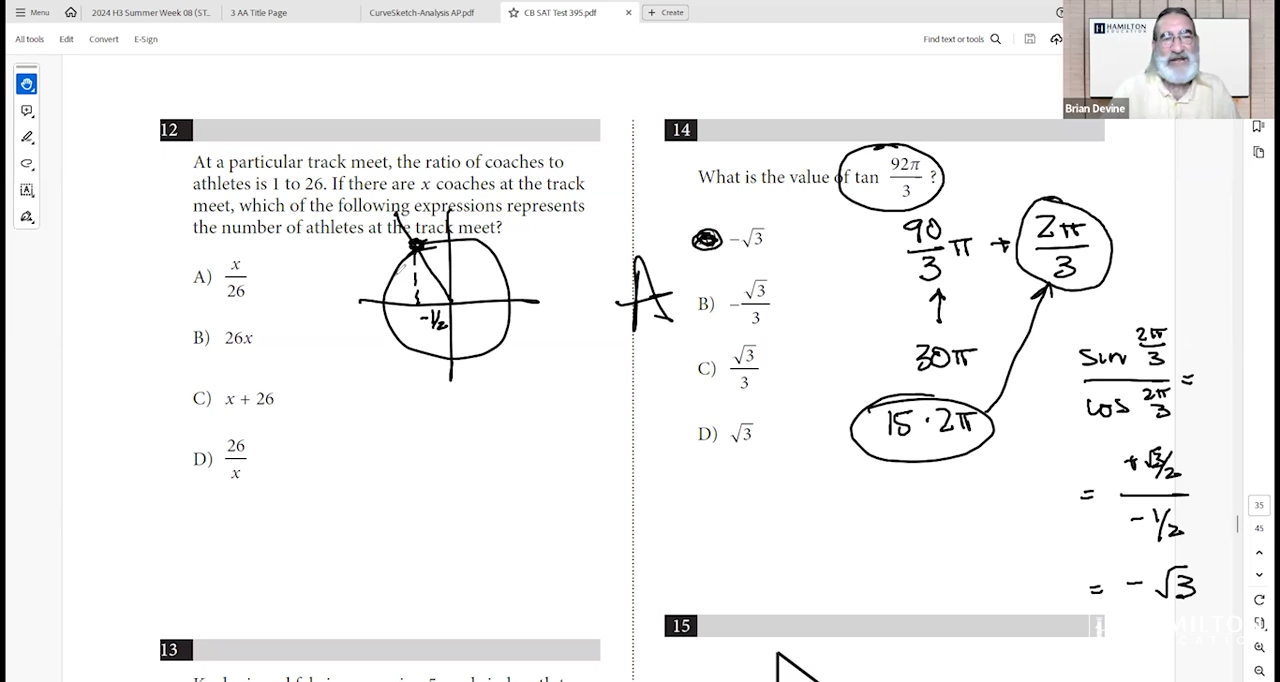 Menu
2024 H3 Summer Week 08 (ST...
3 AA Title Page
CurveSketch-Analysis AP.pdf
CB SAT Test 395.pdf
Create
All tools
Edit
Convert
E-Sign
Find text or tools
HAMILTON
EDUCATION
Brian Devine
12
At a particular track meet, the ratio of coaches to
athletes is 1 to 26. If there are x coaches at the track
meet, which of the following expressions represents
the number of athletes at the track meet?
A) x/26
B) 26x
C) x + 26
D) 26/x
-1/2
13
A
14
What is the value of tan 92π/3 ?
-√3
B) -√3/3
C) √3/3
D) √3
90/3 π + 2π/3
30π
15 · 2π
sin 2π/3 / cos 2π/3 =
= +√3/2 / -1/2
= -√3
15
35
45